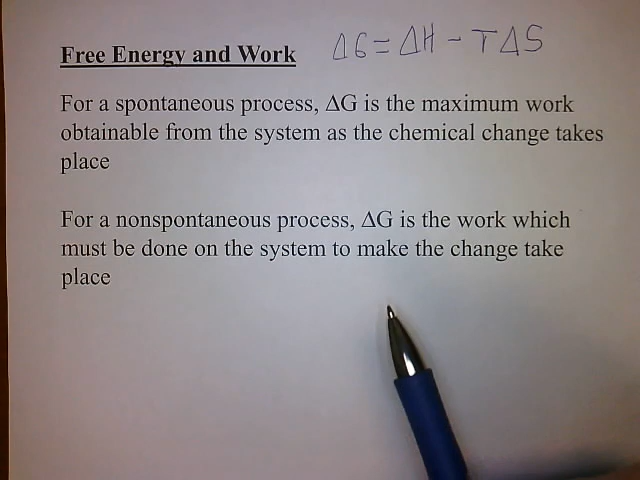 Free Energy and Work ΔG = ΔH - TΔS
For a spontaneous process, ΔG is the maximum work
obtainable from the system as the chemical change takes
place
For a nonspontaneous process, ΔG is the work which
must be done on the system to make the change take
place